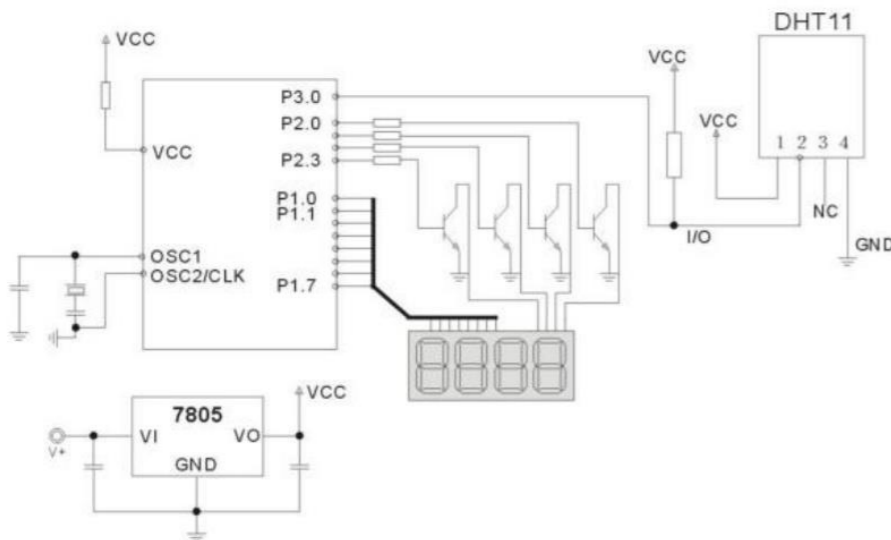 DHT11
VCC
P3.0
VCC
P2.0
VCC
1 2 3 4
VCC
P2.3
P1.0
P1.1
NC
I/O
GND
OSC1
OSC2/CLK
P1.7
VCC
7805
VI
VO
V+
GND